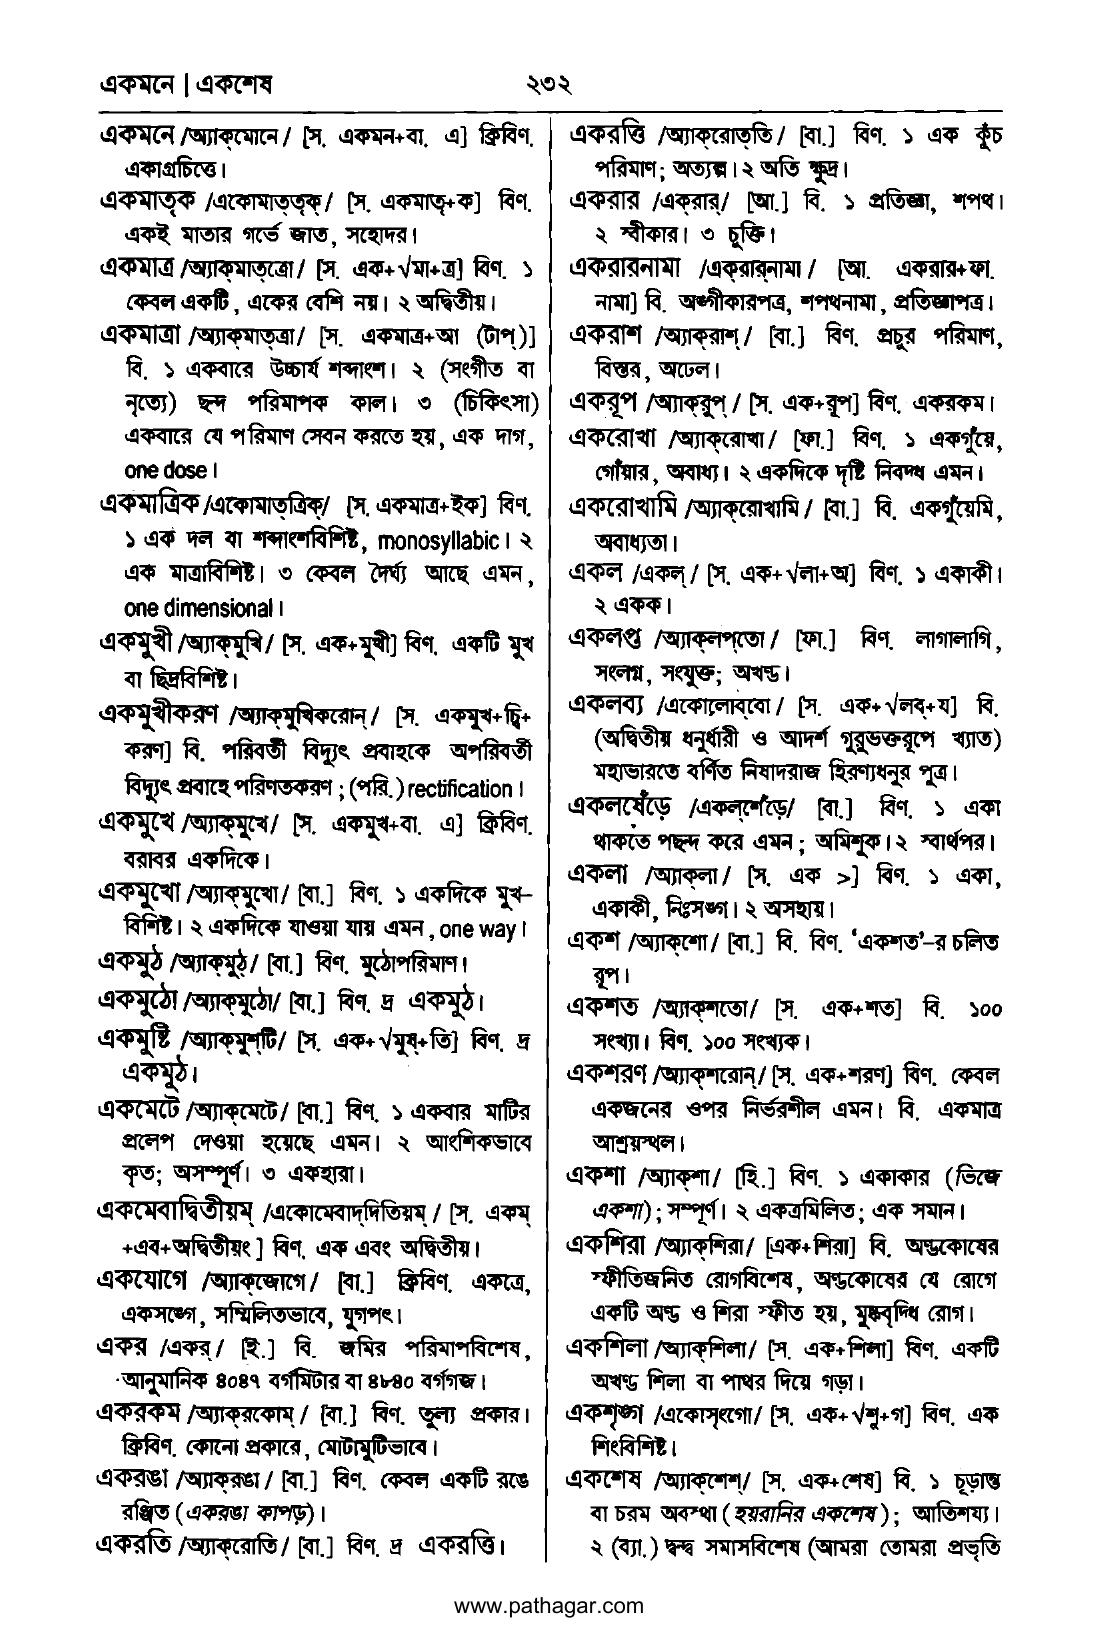 একমনে | একশেষ
২৩২
একমনে /অ্যাক্‌মোনে/ [স. একমন+বা. এ] ক্রিবিণ.
একাগ্রচিত্তে।
একমাতৃক /একোমাত্‌তৃক্/ [স. একমাতৃ+ক] বিণ.
একই মাতার গর্ভে জাত, সহোদর।
একমাত্র /অ্যাক্‌মাত্‌ত্রো/ [স. এক+√মা+ত্র] বিণ. ১
কেবল একটি, একের বেশি নয়। ২ অদ্বিতীয়।
একমাত্রা /অ্যাক্‌মাত্‌ত্রা/ [স. একমাত্র+আ (টাপ্)]
বি. ১ একবারে উচ্চার্য শব্দাংশ। ২ (সংগীত বা
নৃত্যে) ছন্দ পরিমাপক কাল। ৩ (চিকিৎসা)
একবারে যে পরিমাণ সেবন করতে হয়, এক দাগ,
one dose।
একমাত্রিক /একোমাত্‌ত্রিক্/ [স. একমাত্র+ইক] বিণ.
১ এক দল বা শব্দাংশবিশিষ্ট, monosyllabic। ২
এক মাত্রাবিশিষ্ট। ৩ কেবল দৈর্ঘ্য আছে এমন,
one dimensional।
একমুখী /অ্যাক্‌মুখি/ [স. এক+মুখী] বিণ. একটি মুখ
বা ছিদ্রবিশিষ্ট।
একমুখীকরণ /অ্যাক্‌মুখিকরোন্/ [স. একমুখ+চ্বি+
করণ] বি. পরিবর্তী বিদ্যুৎ প্রবাহকে অপরিবর্তী
বিদ্যুৎ প্রবাহে পরিণতকরণ; (পরি.) rectification।
একমুখে /অ্যাক্‌মুখে/ [স. একমুখ+বা. এ] ক্রিবিণ.
বরাবর একদিকে।
একমুখো /অ্যাক্‌মুখো/ [বা.] বিণ. ১ একদিকে মুখ-
বিশিষ্ট। ২ একদিকে যাওয়া যায় এমন, one way।
একমুঠ /অ্যাক্‌মুঠ্/ [বা.] বিণ. মুঠোপরিমাণ।
একমুঠো /অ্যাক্‌মুঠো/ [বা.] বিণ. দ্র একমুঠ।
একমুষ্টি /অ্যাক্‌মুশ্‌টি/ [স. এক+√মুষ্+তি] বিণ. দ্র
একমুঠ।
একমেটে /অ্যাক্‌মেটে/ [বা.] বিণ. ১ একবার মাটির
প্রলেপ দেওয়া হয়েছে এমন। ২ আংশিকভাবে
কৃত; অসম্পূর্ণ। ৩ একহারা।
একমেবাদ্বিতীয়ম্ /একোমেবাদ্‌দিতিয়ম্/ [স. একম্
+এব+অদ্বিতীয়ং] বিণ. এক এবং অদ্বিতীয়।
একযোগে /অ্যাক্‌জোগে/ [বা.] ক্রিবিণ. একত্রে,
একসঙ্গে, সম্মিলিতভাবে, যুগপৎ।
একর /একর্/ [ই.] বি. জমির পরিমাপবিশেষ,
আনুমানিক ৪০৪৭ বর্গমিটার বা ৪৮৪০ বর্গগজ।
একরকম /অ্যাক্‌রকোম্/ [বা.] বিণ. তুল্য প্রকার।
ক্রিবিণ. কোনো প্রকারে, মোটামুটিভাবে।
একরঙা /অ্যাক্‌রঙা/ [বা.] বিণ. কেবল একটি রঙে
রঞ্জিত (একরঙা কাপড়)।
একরতি /অ্যাক্‌রোতি/ [বা.] বিণ. দ্র একরত্তি।
একরত্তি /অ্যাক্‌রোত্‌তি/ [বা.] বিণ. ১ এক কুঁচ
পরিমাণ; অত্যল্প। ২ অতি ক্ষুদ্র।
একরার /এক্‌রার্/ [আ.] বি. ১ প্রতিজ্ঞা, শপথ।
২ স্বীকার। ৩ চুক্তি।
একরারনামা /এক্‌রার্‌নামা/ [আ. একরার+ফা.
নামা] বি. অঙ্গীকারপত্র, শপথনামা, প্রতিজ্ঞাপত্র।
একরাশ /অ্যাক্‌রাশ্/ [বা.] বিণ. প্রচুর পরিমাণ,
বিস্তর, অঢেল।
একরূপ /অ্যাক্‌রুপ্/ [স. এক+রূপ] বিণ. একরকম।
একরোখা /অ্যাক্‌রোখা/ [ফা.] বিণ. ১ একগুঁয়ে,
গোঁয়ার, অবাধ্য। ২ একদিকে দৃষ্টি নিবদ্ধ এমন।
একরোখামি /অ্যাক্‌রোখামি/ [বা.] বি. একগুঁয়েমি,
অবাধ্যতা।
একল /একল্/ [স. এক+√লা+অ] বিণ. ১ একাকী।
২ একক।
একলপ্ত /অ্যাক্‌লপ্‌তো/ [ফা.] বিণ. লাগালাগি,
সংলগ্ন, সংযুক্ত; অখণ্ড।
একলব্য /একোলোব্‌বো/ [স. এক+√লব্+য] বি.
(অদ্বিতীয় ধনুর্ধারী ও আদর্শ গুরুভক্তরূপে খ্যাত)
মহাভারতে বর্ণিত নিষাদরাজ হিরণ্যধনুর পুত্র।
একলষেঁড়ে /একল্‌শেঁড়ে/ [বা.] বিণ. ১ একা
থাকতে পছন্দ করে এমন; অমিশুক। ২ স্বার্থপর।
একলা /অ্যাক্‌লা/ [স. এক >] বিণ. ১ একা,
একাকী, নিঃসঙ্গ। ২ অসহায়।
একশ /অ্যাক্‌শো/ [বা.] বি. বিণ. ‘একশত’-র চলিত
রূপ।
একশত /অ্যাক্‌শতো/ [স. এক+শত] বি. ১০০
সংখ্যা। বিণ. ১০০ সংখ্যক।
একশরণ /অ্যাক্‌শরোন্/ [স. এক+শরণ] বিণ. কেবল
একজনের ওপর নির্ভরশীল এমন। বি. একমাত্র
আশ্রয়স্থল।
একশা /অ্যাক্‌শা/ [হি.] বিণ. ১ একাকার (ভিজে
একশা); সম্পূর্ণ। ২ একত্রমিলিত; এক সমান।
একশিরা /অ্যাক্‌শিরা/ [এক+শিরা] বি. অণ্ডকোষের
স্ফীতিজনিত রোগবিশেষ, অণ্ডকোষের যে রোগে
একটি অণ্ড ও শিরা স্ফীত হয়, মুষ্কবৃদ্ধি রোগ।
একশিলা /অ্যাক্‌শিলা/ [স. এক+শিলা] বিণ. একটি
অখণ্ড শিলা বা পাথর দিয়ে গড়া।
একশৃঙ্গ /একোসৃংগো/ [স. এক+√শৃ+গ] বিণ. এক
শিংবিশিষ্ট।
একশেষ /অ্যাক্‌শেশ্/ [স. এক+শেষ] বি. ১ চূড়ান্ত
বা চরম অবস্থা (হয়রানির একশেষ); আতিশয্য।
২ (ব্যা.) দ্বন্দ্ব সমাসবিশেষ (আমরা তোমরা প্রভৃতি
www.pathagar.com